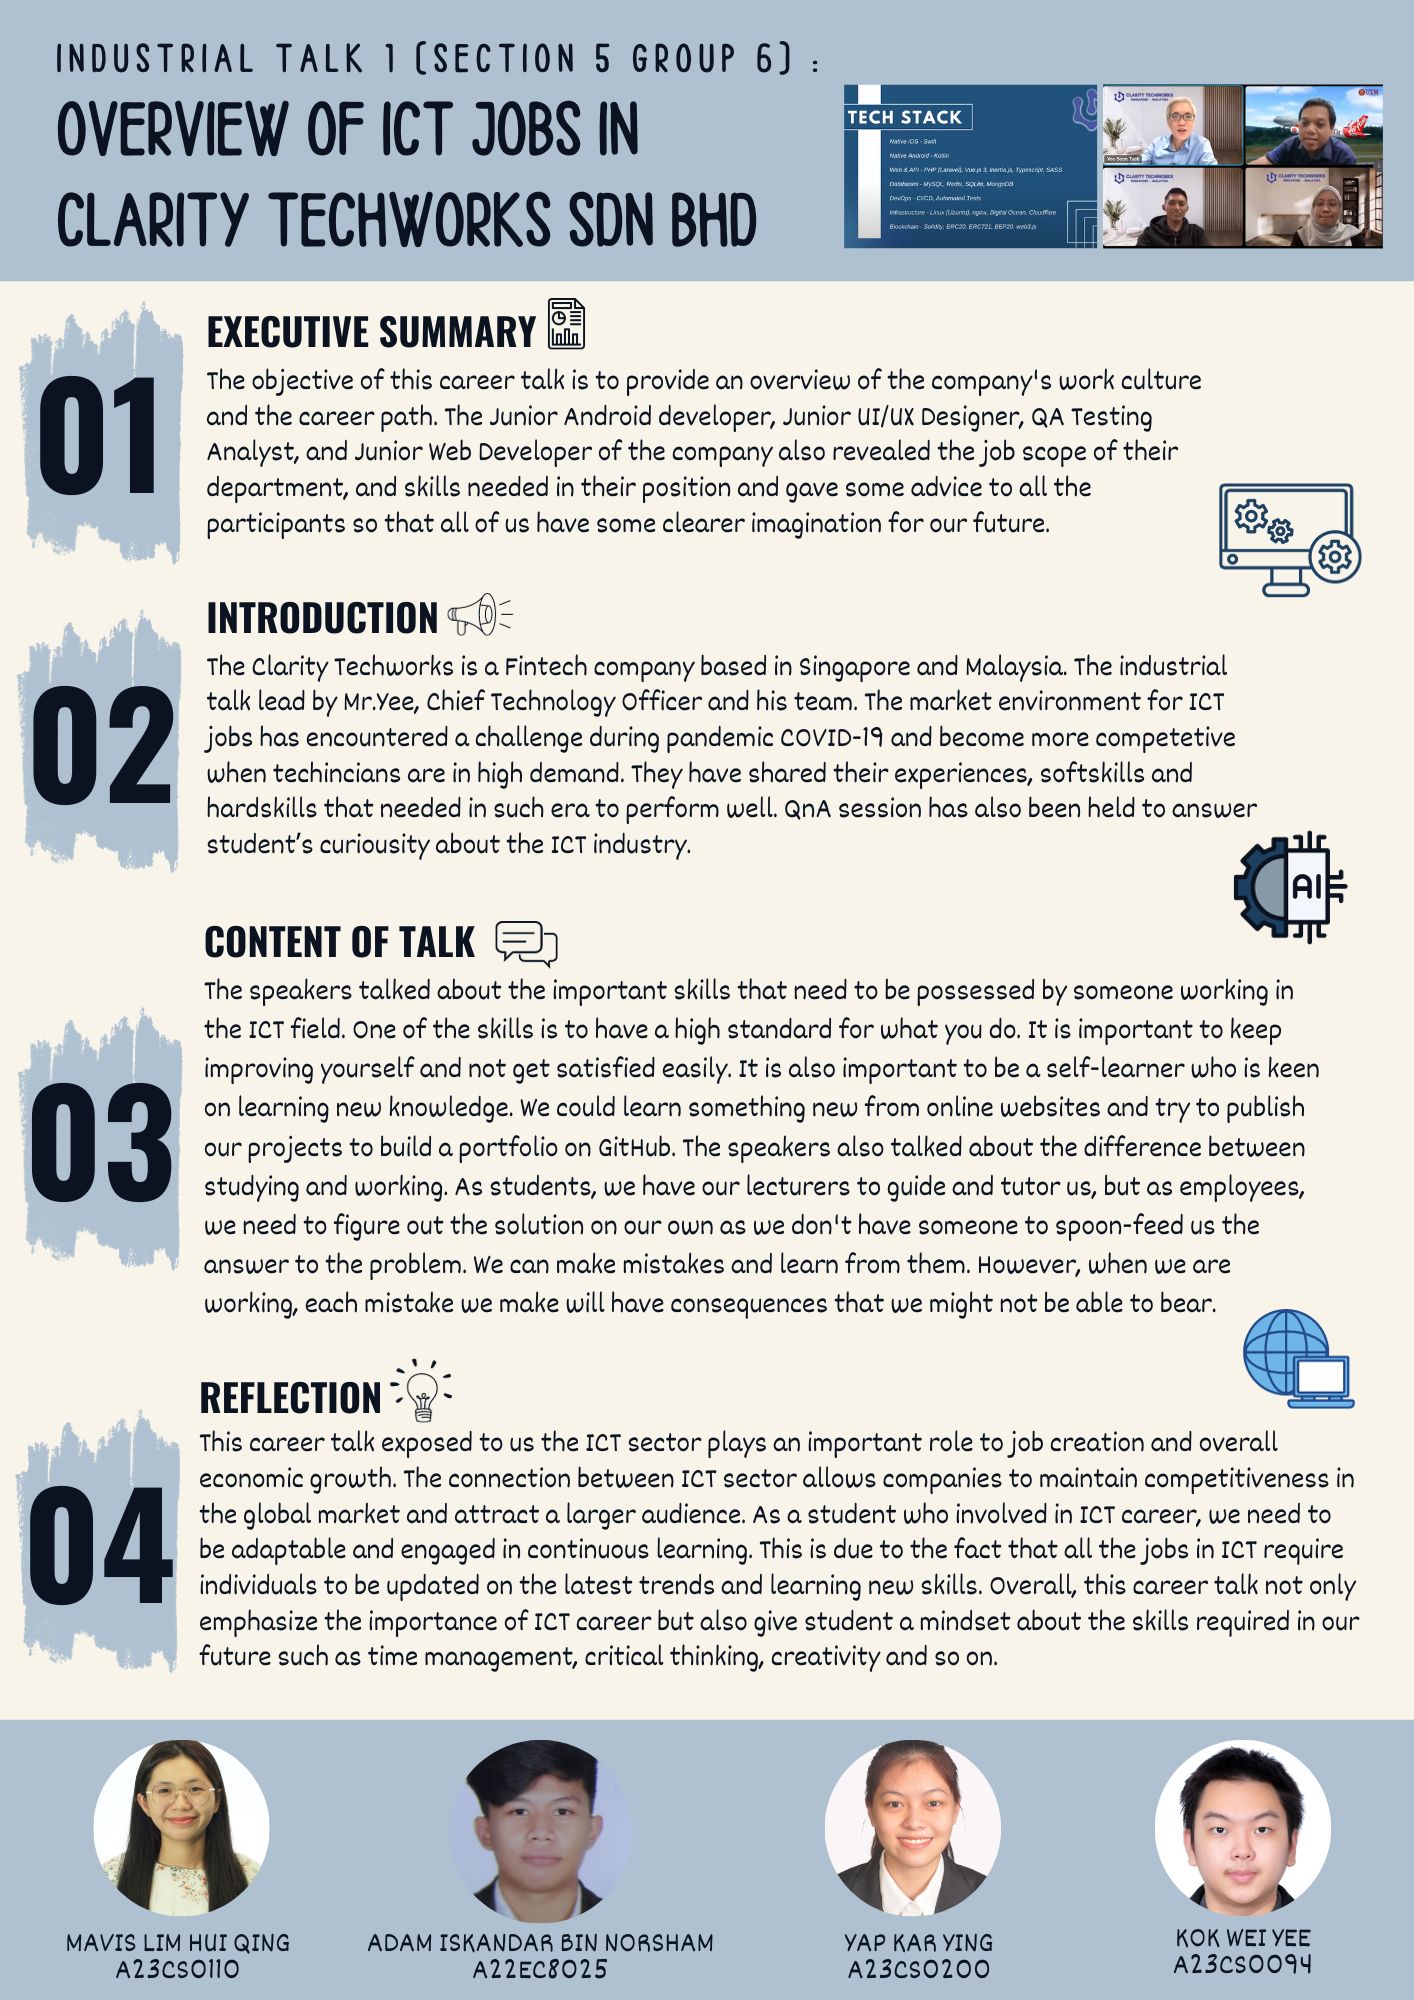 INDUSTRIAL TALK 1 (SECTION 5 GROUP 6) :
OVERVIEW OF ICT JOBS IN
CLARITY TECHWORKS SDN BHD
TECH STACK
Native iOS - Swift
Native Android - Kotlin
Web & API - PHP (Laravel), Vue.js 3, Inertia.js, Typescript, SASS
Databases - MySQL, Redis, SQLite, MongoDB
DevOps - CI/CD, Automated Tests
Infrastructure - Linux (Ubuntu), nginx, Digital Ocean, Cloudflare
Blockchain - Solidity, ERC20, ERC721, BEP20, web3.js
CLARITY TECHWORKS
SINGAPORE - MALAYSIA
Yee Soon Tuck
UTM
CLARITY TECHWORKS
SINGAPORE - MALAYSIA
CLARITY TECHWORKS
SINGAPORE - MALAYSIA
01
EXECUTIVE SUMMARY
The objective of this career talk is to provide an overview of the company's work culture
and the career path. The Junior Android developer, Junior UI/UX Designer, QA Testing
Analyst, and Junior Web Developer of the company also revealed the job scope of their
department, and skills needed in their position and gave some advice to all the
participants so that all of us have some clearer imagination for our future.
02
INTRODUCTION
The Clarity Techworks is a Fintech company based in Singapore and Malaysia. The industrial
talk lead by Mr.Yee, Chief Technology Officer and his team. The market environment for ICT
jobs has encountered a challenge during pandemic COVID-19 and become more competetive
when techincians are in high demand. They have shared their experiences, softskills and
hardskills that needed in such era to perform well. QnA session has also been held to answer
student's curiousity about the ICT industry.
AI
03
CONTENT OF TALK
The speakers talked about the important skills that need to be possessed by someone working in
the ICT field. One of the skills is to have a high standard for what you do. It is important to keep
improving yourself and not get satisfied easily. It is also important to be a self-learner who is keen
on learning new knowledge. We could learn something new from online websites and try to publish
our projects to build a portfolio on GitHub. The speakers also talked about the difference between
studying and working. As students, we have our lecturers to guide and tutor us, but as employees,
we need to figure out the solution on our own as we don't have someone to spoon-feed us the
answer to the problem. We can make mistakes and learn from them. However, when we are
working, each mistake we make will have consequences that we might not be able to bear.
04
REFLECTION
This career talk exposed to us the ICT sector plays an important role to job creation and overall
economic growth. The connection between ICT sector allows companies to maintain competitiveness in
the global market and attract a larger audience. As a student who involved in ICT career, we need to
be adaptable and engaged in continuous learning. This is due to the fact that all the jobs in ICT require
individuals to be updated on the latest trends and learning new skills. Overall, this career talk not only
emphasize the importance of ICT career but also give student a mindset about the skills required in our
future such as time management, critical thinking, creativity and so on.
MAVIS LIM HUI QING
A23CS0110
ADAM ISKANDAR BIN NORSHAM
A22EC8025
YAP KAR YING
A23CS0200
KOK WEI YEE
A23CS0094